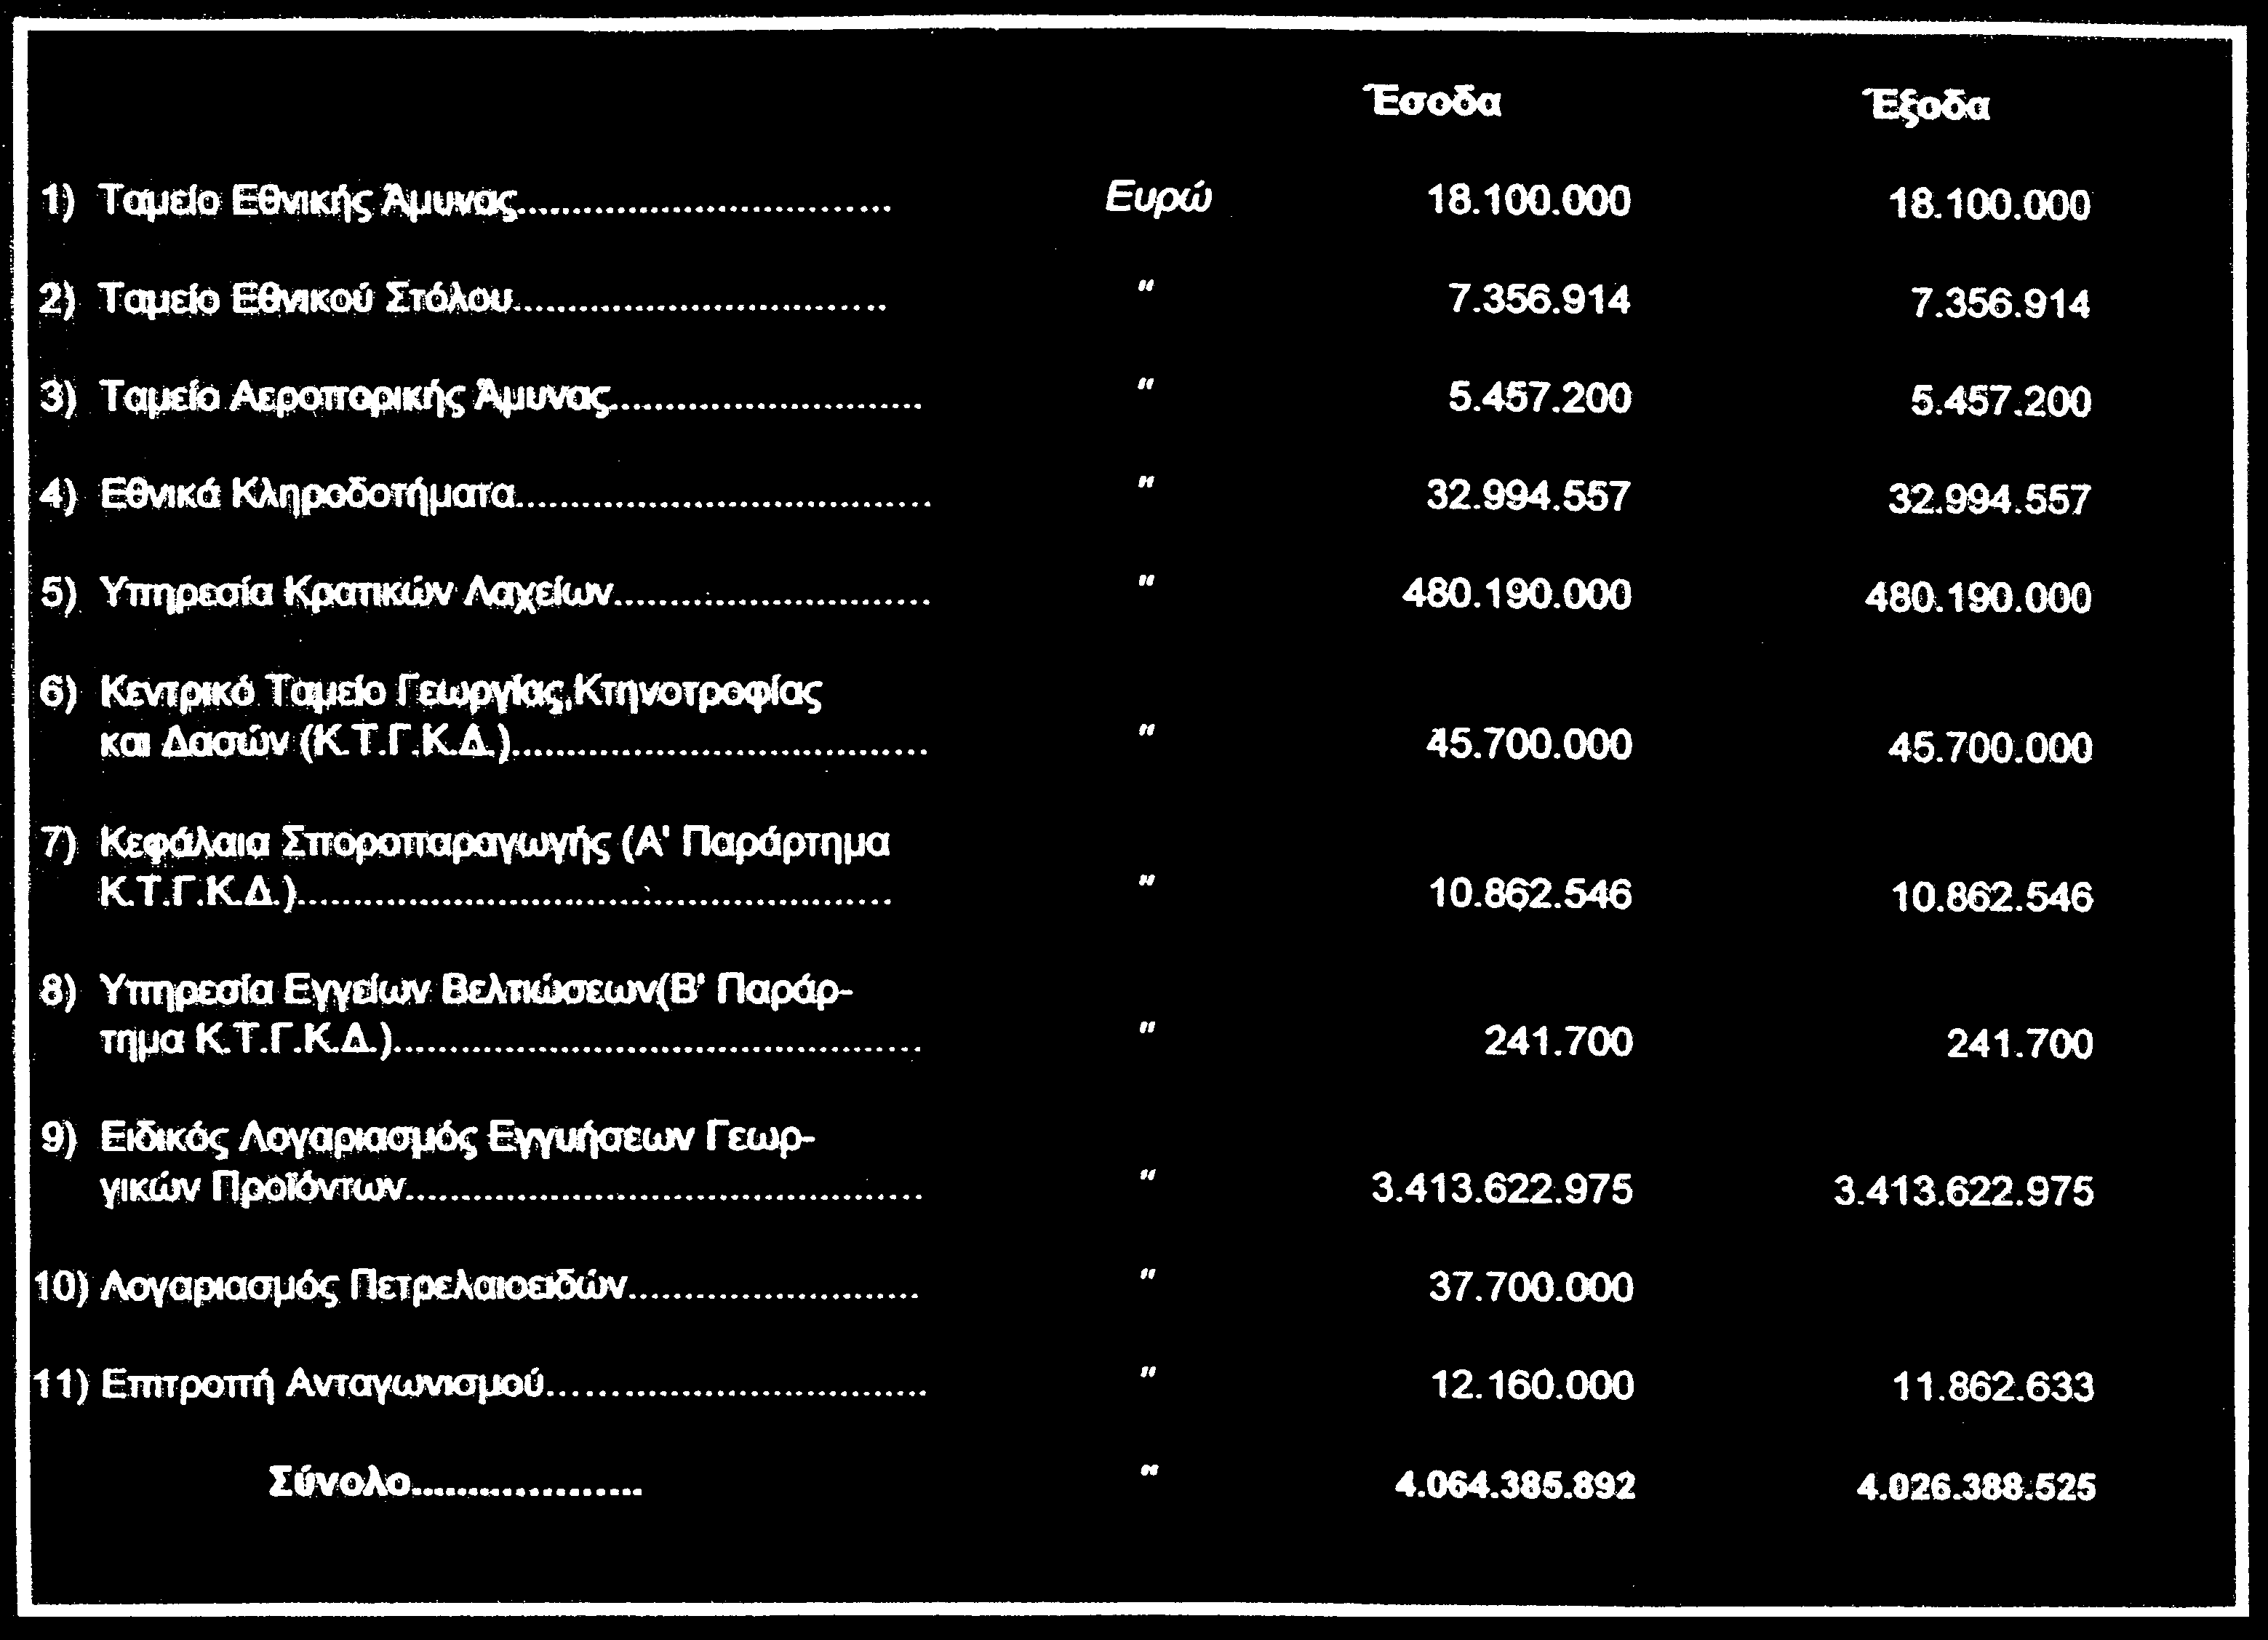 Έσοδα Έξοδα
1) Ταμείο Εθνικής Άμυνας................................ Ευρώ 18.100.000 18.100.000
2) Ταμείο Εθνικού Στόλου................................ " 7.356.914 7.356.914
3) Ταμείο Αεροπορικής Άμυνας........................... " 5.457.200 5.457.200
4) Εθνικά Κληροδοτήματα................................... " 32.994.557 32.994.557
5) Υπηρεσία Κρατικών Λαχείων........................... " 480.190.000 480.190.000
6) Κεντρικό Ταμείο Γεωργίας,Κτηνοτροφίας
και Δασών (Κ.Τ.Γ.Κ.Δ.)................................... " 45.700.000 45.700.000
7) Κεφάλαια Σποροπαραγωγής (Α' Παράρτημα
Κ.Τ.Γ.Κ.Δ.)................................................... " 10.862.546 10.862.546
8) Υπηρεσία Εγγείων Βελτιώσεων(Β' Παράρ-
τημα Κ.Τ.Γ.Κ.Δ.)............................................. " 241.700 241.700
9) Ειδικός Λογαριασμός Εγγυήσεων Γεωρ-
γικών Προϊόντων............................................ " 3.413.622.975 3.413.622.975
10) Λογαριασμός Πετρελαιοειδών......................... " 37.700.000
11) Επιτροπή Ανταγωνισμού................................ " 12.160.000 11.862.633
Σύνολο.................... " 4.064.385.892 4.026.388.525